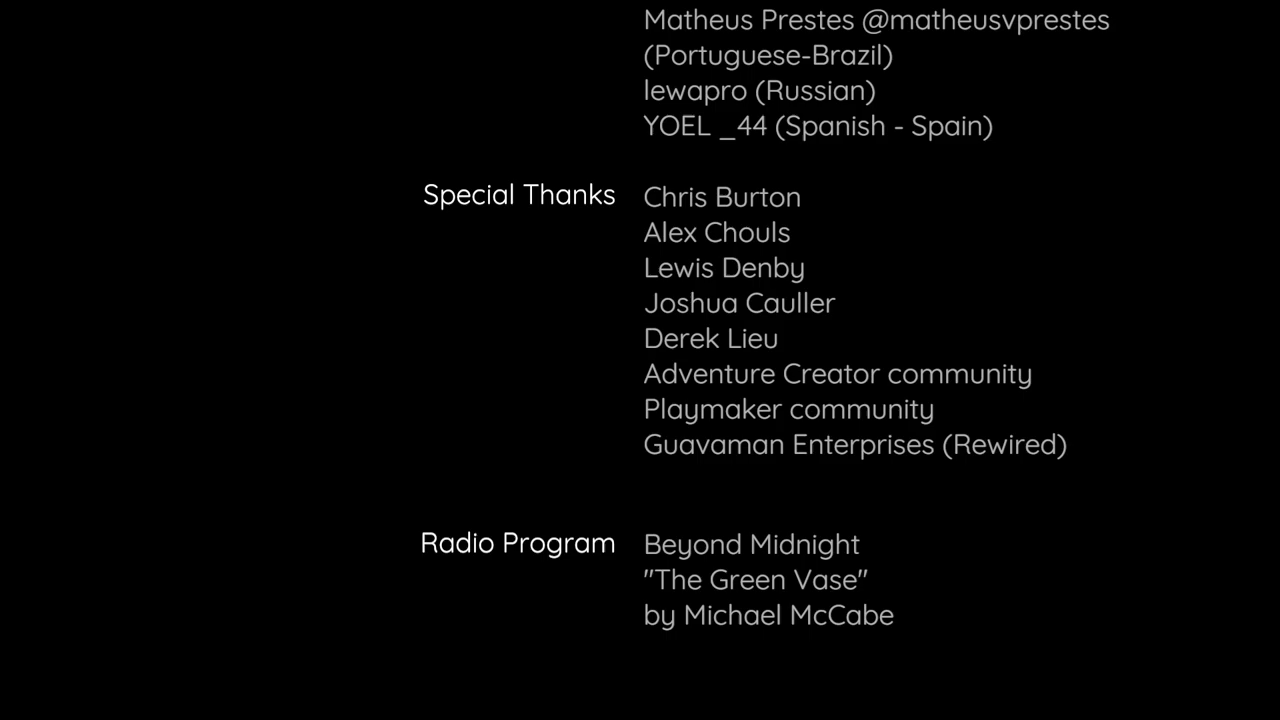 Matheus Prestes @matheusvprestes
(Portuguese-Brazil)
lewapro (Russian)
YOEL _44 (Spanish - Spain)
Special Thanks Chris Burton
Alex Chouls
Lewis Denby
Joshua Cauller
Derek Lieu
Adventure Creator community
Playmaker community
Guavaman Enterprises (Rewired)
Radio Program Beyond Midnight
"The Green Vase"
by Michael McCabe